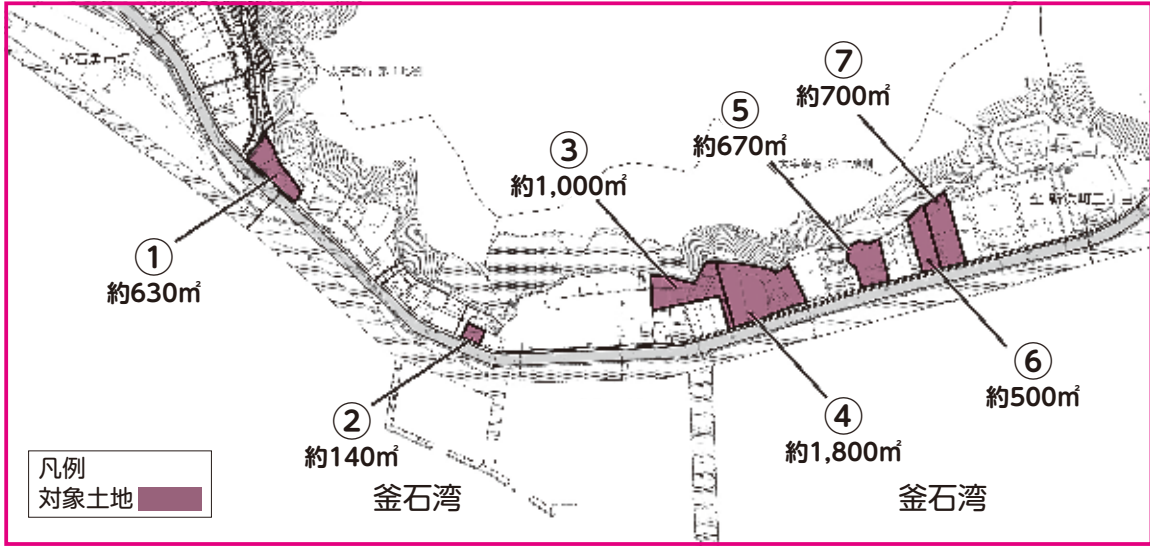 ①
約630㎡
②
約140㎡
③
約1,000㎡
④
約1,800㎡
⑤
約670㎡
⑥
約500㎡
⑦
約700㎡
釜石湾
釜石湾
凡例
対象土地